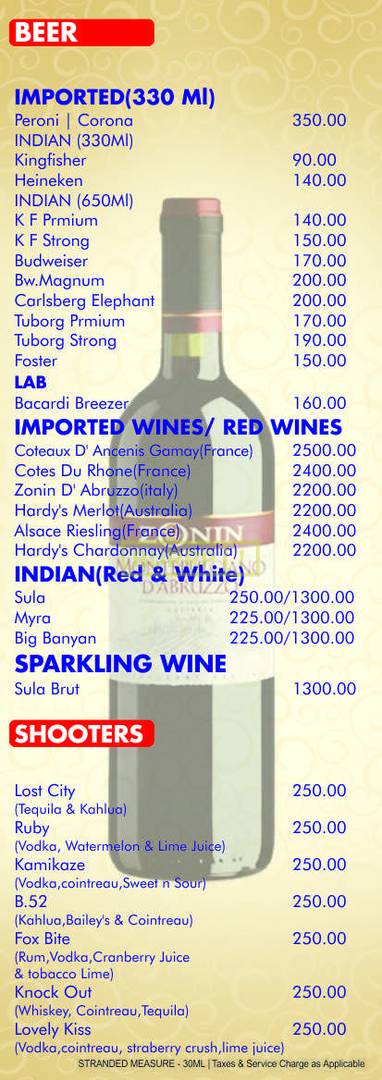 BEER
IMPORTED(330 Ml)
Peroni | Corona 350.00
INDIAN (330Ml)
Kingfisher 90.00
Heineken 140.00
INDIAN (650Ml)
K F Prmium 140.00
K F Strong 150.00
Budweiser 170.00
Bw.Magnum 200.00
Carlsberg Elephant 200.00
Tuborg Prmium 170.00
Tuborg Strong 190.00
Foster 150.00
LAB
Bacardi Breezer 160.00
IMPORTED WINES/ RED WINES
Coteaux D' Ancenis Gamay(France) 2500.00
Cotes Du Rhone(France) 2400.00
Zonin D' Abruzzo(italy) 2200.00
Hardy's Merlot(Australia) 2200.00
Alsace Riesling(French) 2400.00
Hardy's Chardonnay(Australia) 2200.00
ZONIN
D'ABRUZZO
INDIAN(Red & White)
Sula 250.00/1300.00
Myra 225.00/1300.00
Big Banyan 225.00/1300.00
SPARKLING WINE
Sula Brut 1300.00
SHOOTERS
Lost City 250.00
(Tequila & Kahlua)
Ruby 250.00
(Vodka, Watermelon & Lime Juice)
Kamikaze 250.00
(Vodka,cointreau,Sweet n Sour)
B.52 250.00
(Kahlua,Bailey's & Cointreau)
Fox Bite 250.00
(Rum,Vodka,Cranberry Juice
& tobacco Lime)
Knock Out 250.00
(Whiskey, Cointreau,Tequila)
Lovely Kiss 250.00
(Vodka,cointreau, straberry crush,lime juice)
STRANDED MEASURE - 30ML | Taxes & Service Charge as Applicable